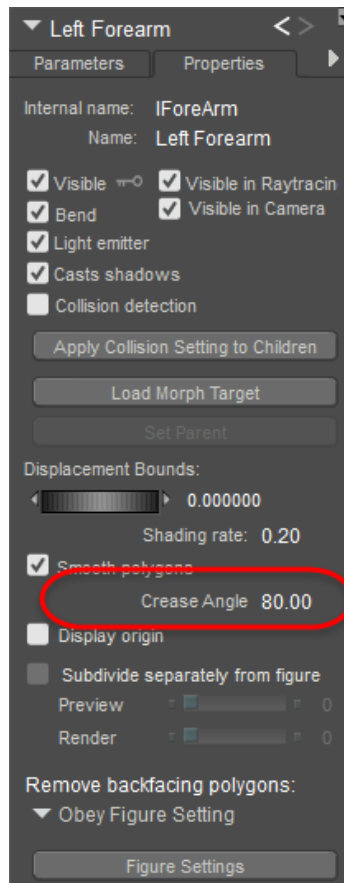 Left Forearm < >
Parameters Properties
Internal name: lForeArm
Name: Left Forearm
Visible Visible in Raytracin
Bend Visible in Camera
Light emitter
Casts shadows
Collision detection
Apply Collision Setting to Children
Load Morph Target
Set Parent
Displacement Bounds:
0.000000
Shading rate: 0.20
Smooth polygons
Crease Angle 80.00
Display origin
Subdivide separately from figure
Preview 0
Render 0
Remove backfacing polygons:
Obey Figure Setting
Figure Settings